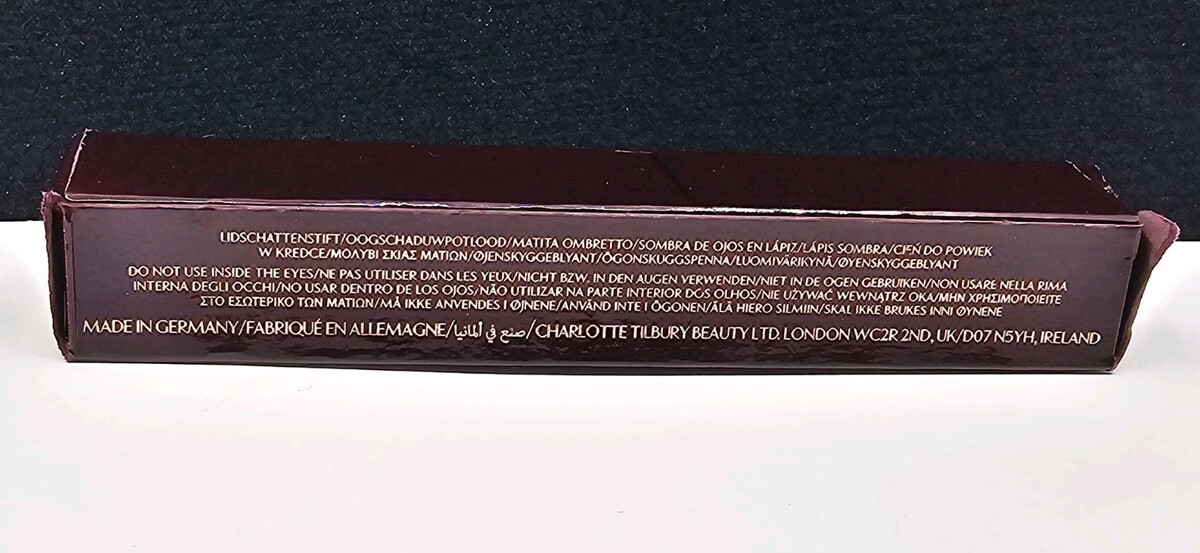 LIDSCHATTENSTIFT/OOGSCHADUWPOTLOOD/MATITA OMBRETTO/SOMBRA DE OJOS EN LÁPIZ/LÁPIS SOMBRA/CIEŃ DO POWIEK
W KREDCE/ΜΟΛΥΒΙ ΣΚΙΑΣ ΜΑΤΙΩΝ/ØJENSKYGGEBLYANT/ÖGONSKUGGSPENNA/LUOMIVÄRIKYNÄ/ØYENSKYGGEBLYANT
DO NOT USE INSIDE THE EYES/NE PAS UTILISER DANS LES YEUX/NICHT BZW. IN DEN AUGEN VERWENDEN/NIET IN DE OGEN GEBRUIKEN/NON USARE NELLA RIMA
INTERNA DEGLI OCCHI/NO USAR DENTRO DE LOS OJOS/NÃO UTILIZAR NA PARTE INTERIOR DOS OLHOS/NIE UŻYWAĆ WEWNĄTRZ OKA/ΜΗΝ ΧΡΗΣΙΜΟΠΟΙΕΙΤΕ
ΣΤΟ ΕΣΩΤΕΡΙΚΟ ΤΩΝ ΜΑΤΙΩΝ/MÅ IKKE ANVENDES I ØJNENE/ANVÄND INTE I ÖGONEN/ÄLÄ HIERO SILMIIN/SKAL IKKE BRUKES INNI ØYNENE
MADE IN GERMANY/FABRIQUÉ EN ALLEMAGNE/صنع في ألمانيا/CHARLOTTE TILBURY BEAUTY LTD. LONDON WC2R 2ND, UK/D07 N5YH, IRELAND